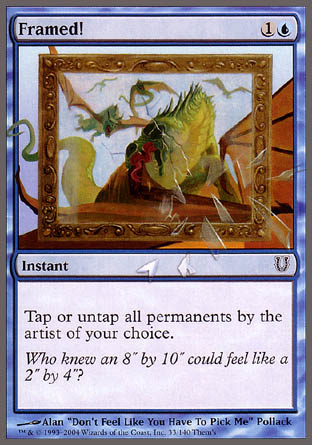 Framed!
1
Instant
Tap or untap all permanents by the
artist of your choice.
Who knew an 8" by 10" could feel like a
2" by 4"?
Alan "Don't Feel Like You Have To Pick Me" Pollack
™ & © 1993–2004 Wizards of the Coast, Inc. 33/140 Them's